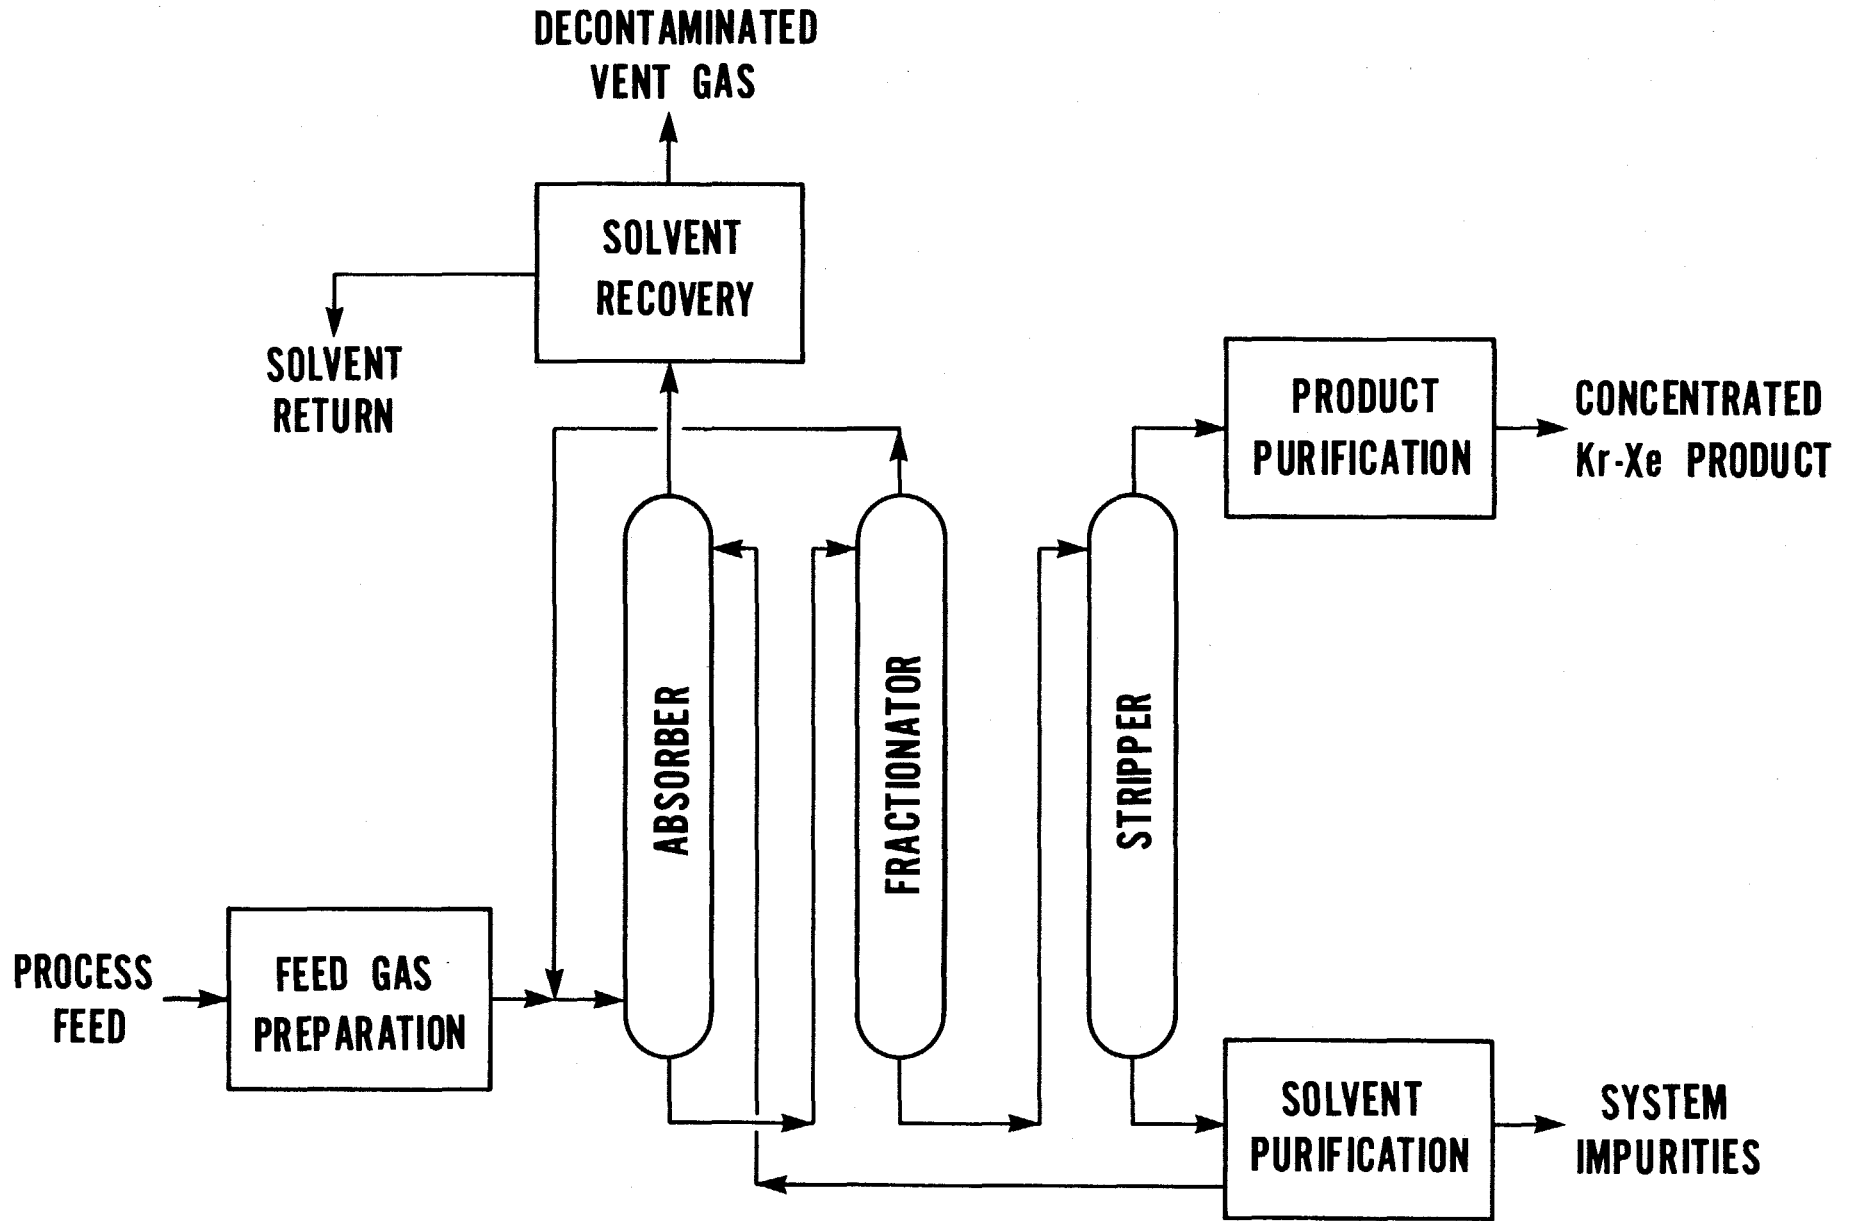 DECONTAMINATED
VENT GAS
SOLVENT
RECOVERY
SOLVENT
RETURN
PRODUCT
PURIFICATION
CONCENTRATED
Kr-Xe PRODUCT
ABSORBER
FRACTIONATOR
STRIPPER
PROCESS
FEED
FEED GAS
PREPARATION
SOLVENT
PURIFICATION
SYSTEM
IMPURITIES